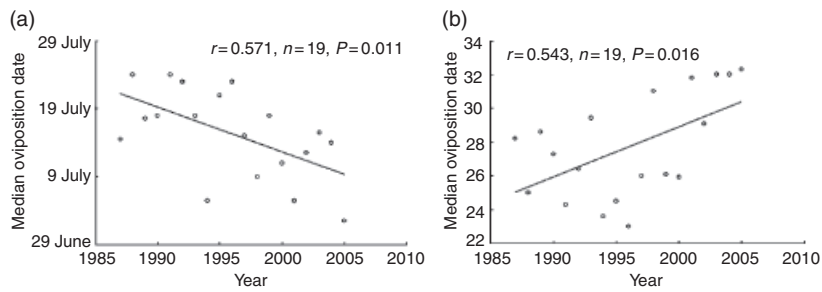 (a)
29 July
19 July
9 July
29 June
Median oviposition date
r=0.571, n=19, P=0.011
1985 1990 1995 2000 2005 2010
Year
(b)
34
32
30
28
26
24
22
Median oviposition date
r=0.543, n=19, P=0.016
1985 1990 1995 2000 2005 2010
Year